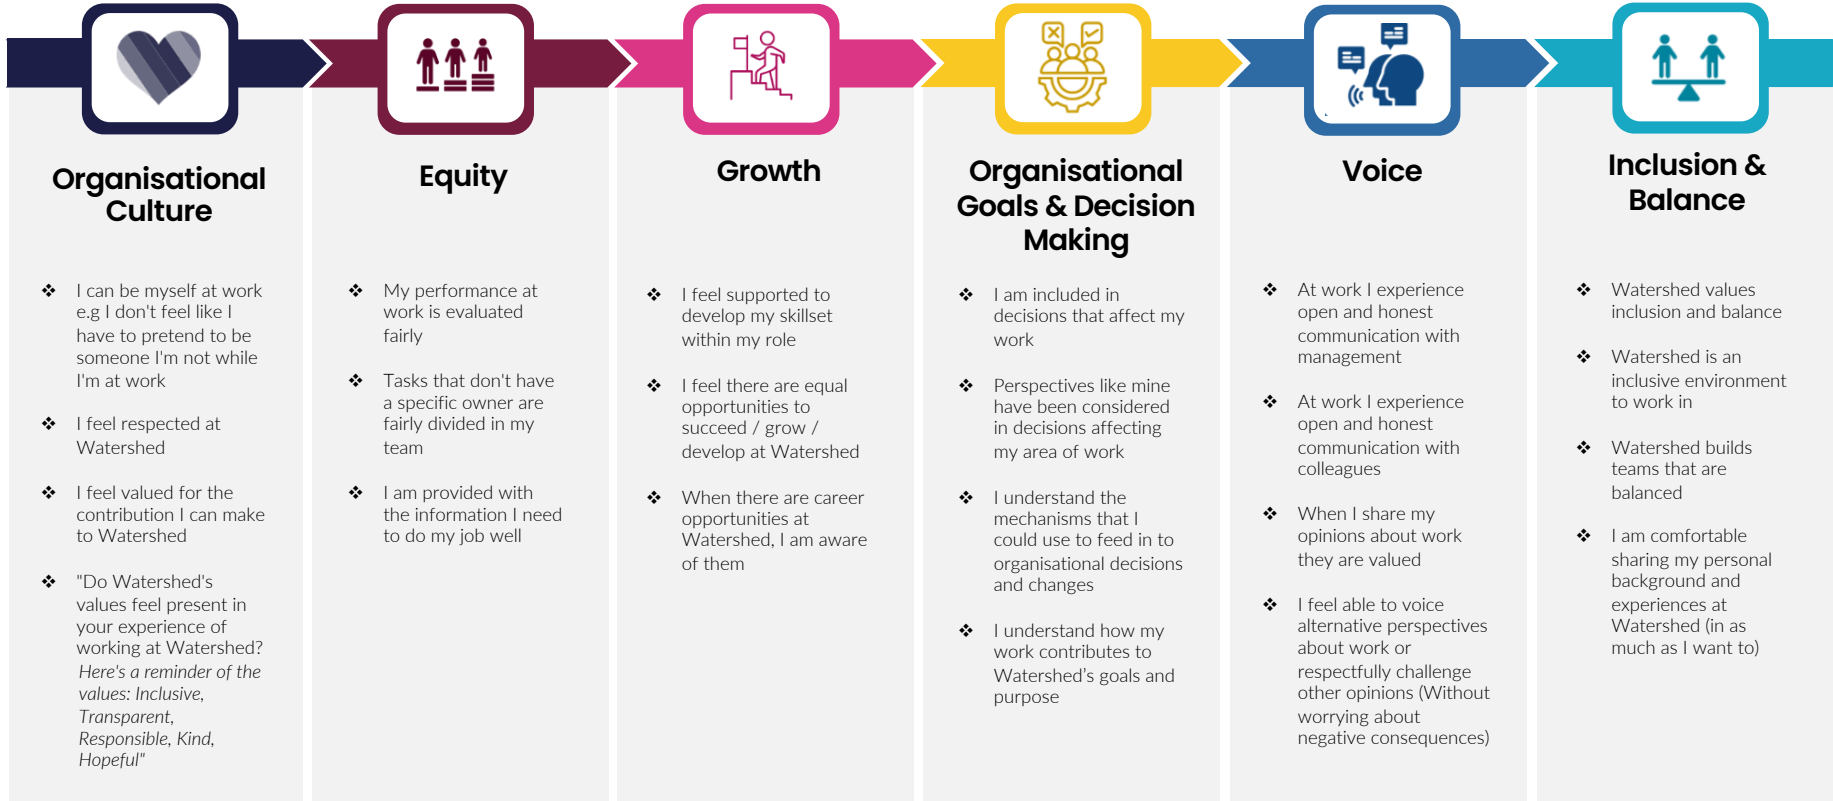 Organisational
Culture
❖ I can be myself at work
e.g I don't feel like I
have to pretend to be
someone I'm not while
I'm at work
❖ I feel respected at
Watershed
❖ I feel valued for the
contribution I can make
to Watershed
❖ "Do Watershed's
values feel present in
your experience of
working at Watershed?
Here's a reminder of the
values: Inclusive,
Transparent,
Responsible, Kind,
Hopeful"
Equity
❖ My performance at
work is evaluated
fairly
❖ Tasks that don't have
a specific owner are
fairly divided in my
team
❖ I am provided with
the information I need
to do my job well
Growth
❖ I feel supported to
develop my skillset
within my role
❖ I feel there are equal
opportunities to
succeed / grow /
develop at Watershed
❖ When there are career
opportunities at
Watershed, I am aware
of them
Organisational
Goals & Decision
Making
❖ I am included in
decisions that affect my
work
❖ Perspectives like mine
have been considered
in decisions affecting
my area of work
❖ I understand the
mechanisms that I
could use to feed in to
organisational decisions
and changes
❖ I understand how my
work contributes to
Watershed’s goals and
purpose
Voice
❖ At work I experience
open and honest
communication with
management
❖ At work I experience
open and honest
communication with
colleagues
❖ When I share my
opinions about work
they are valued
❖ I feel able to voice
alternative perspectives
about work or
respectfully challenge
other opinions (Without
worrying about
negative consequences)
Inclusion &
Balance
❖ Watershed values
inclusion and balance
❖ Watershed is an
inclusive environment
to work in
❖ Watershed builds
teams that are
balanced
❖ I am comfortable
sharing my personal
background and
experiences at
Watershed (in as
much as I want to)